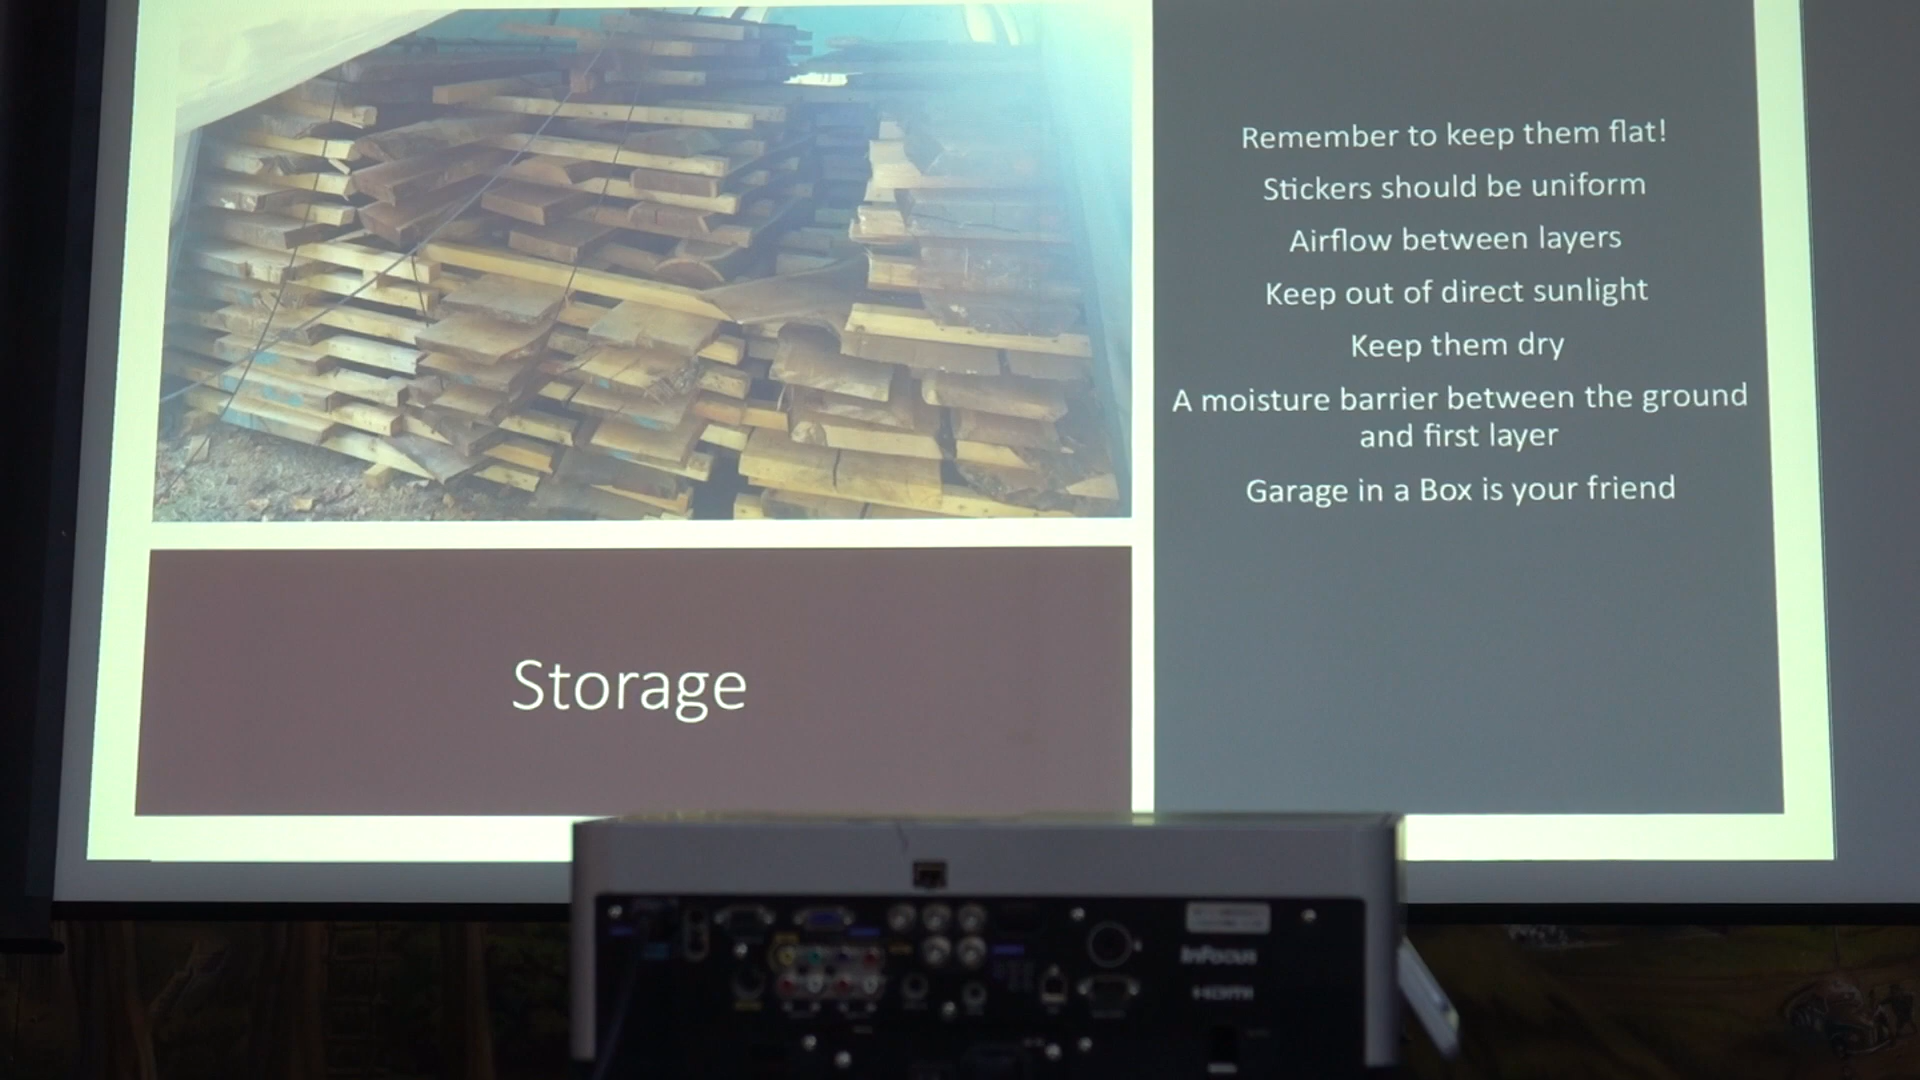 Remember to keep them flat!
Stickers should be uniform
Airflow between layers
Keep out of direct sunlight
Keep them dry
A moisture barrier between the ground
and first layer
Garage in a Box is your friend
Storage
InFocus
HDMI